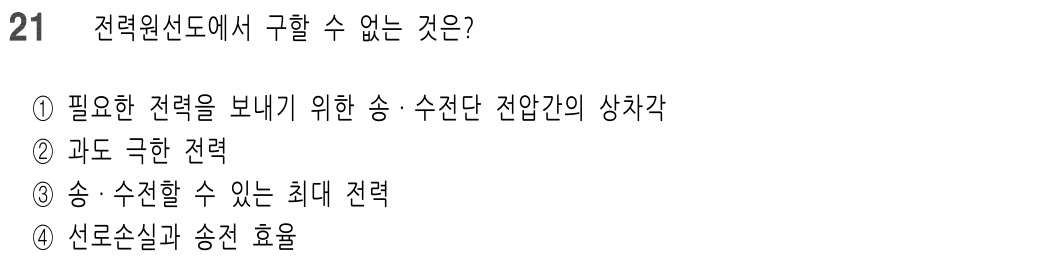 21 전력원선도에서 구할 수 없는 것은?
① 필요한 전력을 보내기 위한 송·수전단 전압간의 상차각
② 과도 극한 전력
③ 송·수전할 수 있는 최대 전력
④ 선로손실과 송전 효율